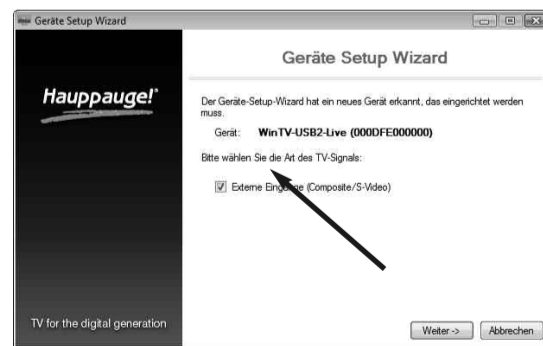 Geräte Setup Wizard
Geräte Setup Wizard
Hauppauge!
Der Geräte-Setup-Wizard hat ein neues Gerät erkannt, das eingerichtet werden
muss.
Gerät: WinTV-USB2-Live (000DFE000000)
Bitte wählen Sie die Art des TV-Signals:
Externe Eingänge (Composite/S-Video)
TV for the digital generation
Weiter -> Abbrechen